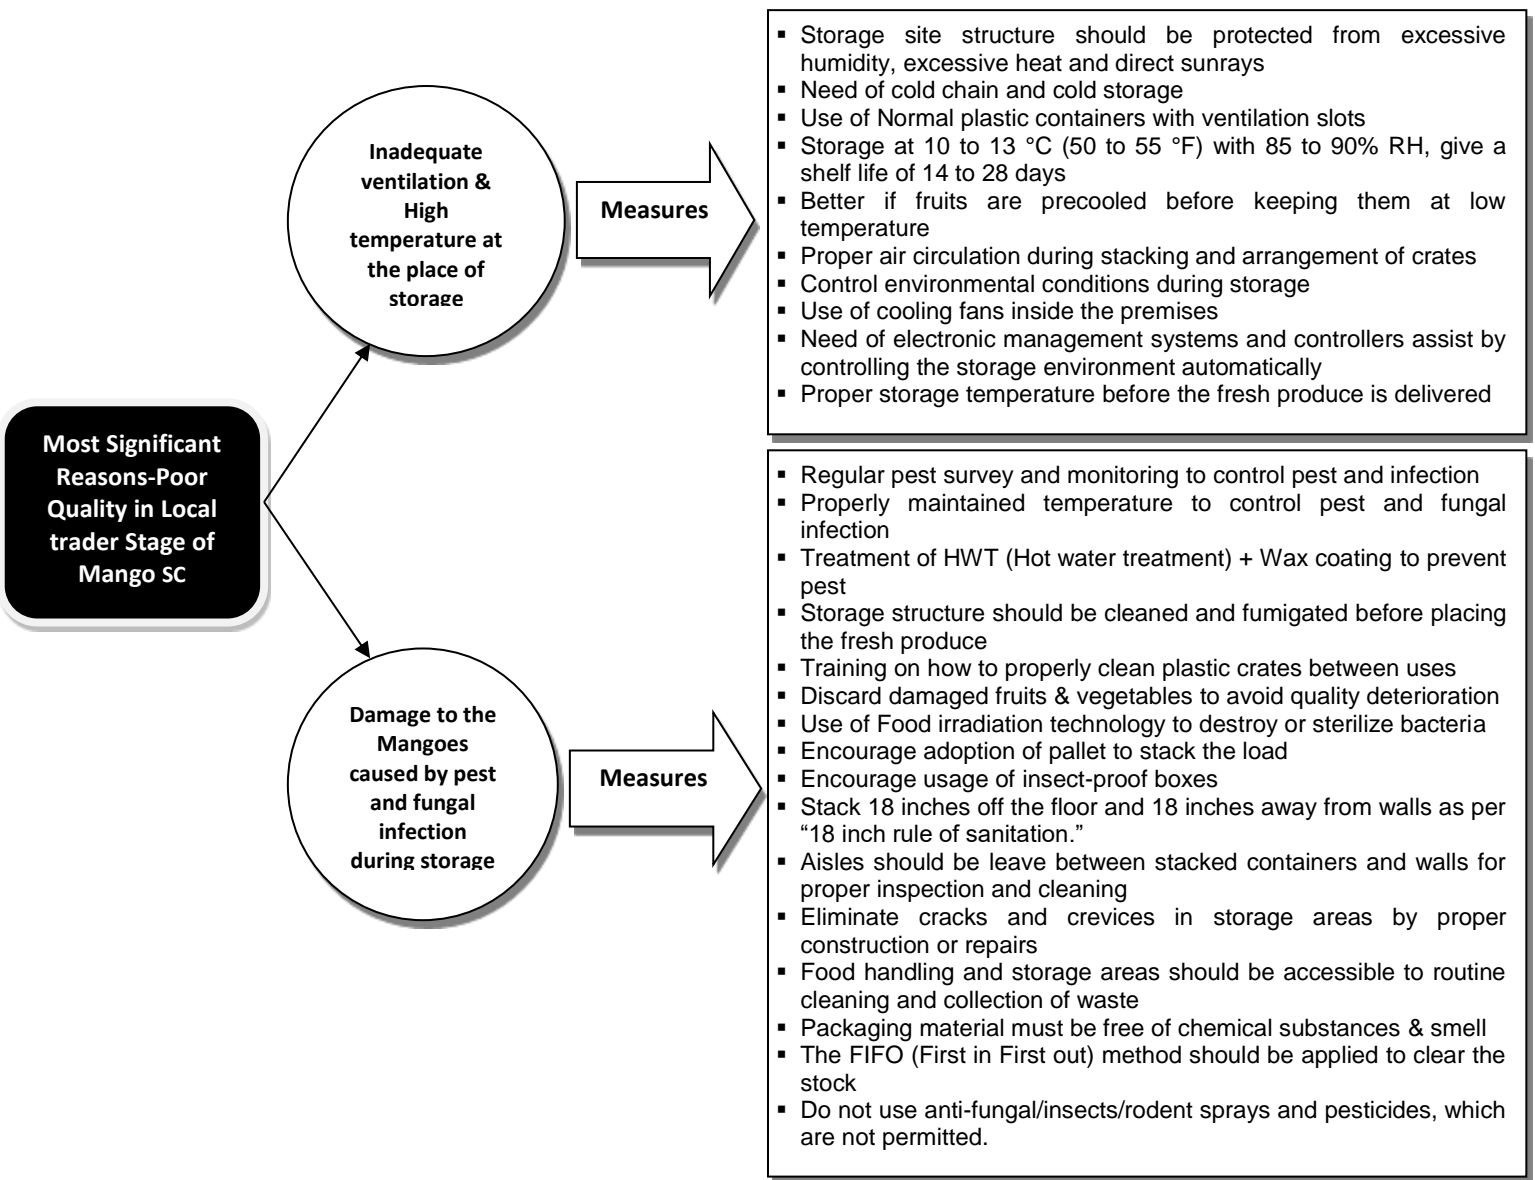 Most Significant
Reasons-Poor
Quality in Local
trader Stage of
Mango SC
Inadequate
ventilation &
High
temperature at
the place of
storage
Measures
▪ Storage site structure should be protected from excessive
humidity, excessive heat and direct sunrays
▪ Need of cold chain and cold storage
▪ Use of Normal plastic containers with ventilation slots
▪ Storage at 10 to 13 °C (50 to 55 °F) with 85 to 90% RH, give a
shelf life of 14 to 28 days
▪ Better if fruits are precooled before keeping them at low
temperature
▪ Proper air circulation during stacking and arrangement of crates
▪ Control environmental conditions during storage
▪ Use of cooling fans inside the premises
▪ Need of electronic management systems and controllers assist by
controlling the storage environment automatically
▪ Proper storage temperature before the fresh produce is delivered
Damage to the
Mangoes
caused by pest
and fungal
infection
during storage
Measures
▪ Regular pest survey and monitoring to control pest and infection
▪ Properly maintained temperature to control pest and fungal
infection
▪ Treatment of HWT (Hot water treatment) + Wax coating to prevent
pest
▪ Storage structure should be cleaned and fumigated before placing
the fresh produce
▪ Training on how to properly clean plastic crates between uses
▪ Discard damaged fruits & vegetables to avoid quality deterioration
▪ Use of Food irradiation technology to destroy or sterilize bacteria
▪ Encourage adoption of pallet to stack the load
▪ Encourage usage of insect-proof boxes
▪ Stack 18 inches off the floor and 18 inches away from walls as per
“18 inch rule of sanitation.”
▪ Aisles should be leave between stacked containers and walls for
proper inspection and cleaning
▪ Eliminate cracks and crevices in storage areas by proper
construction or repairs
▪ Food handling and storage areas should be accessible to routine
cleaning and collection of waste
▪ Packaging material must be free of chemical substances & smell
▪ The FIFO (First in First out) method should be applied to clear the
stock
▪ Do not use anti-fungal/insects/rodent sprays and pesticides, which
are not permitted.